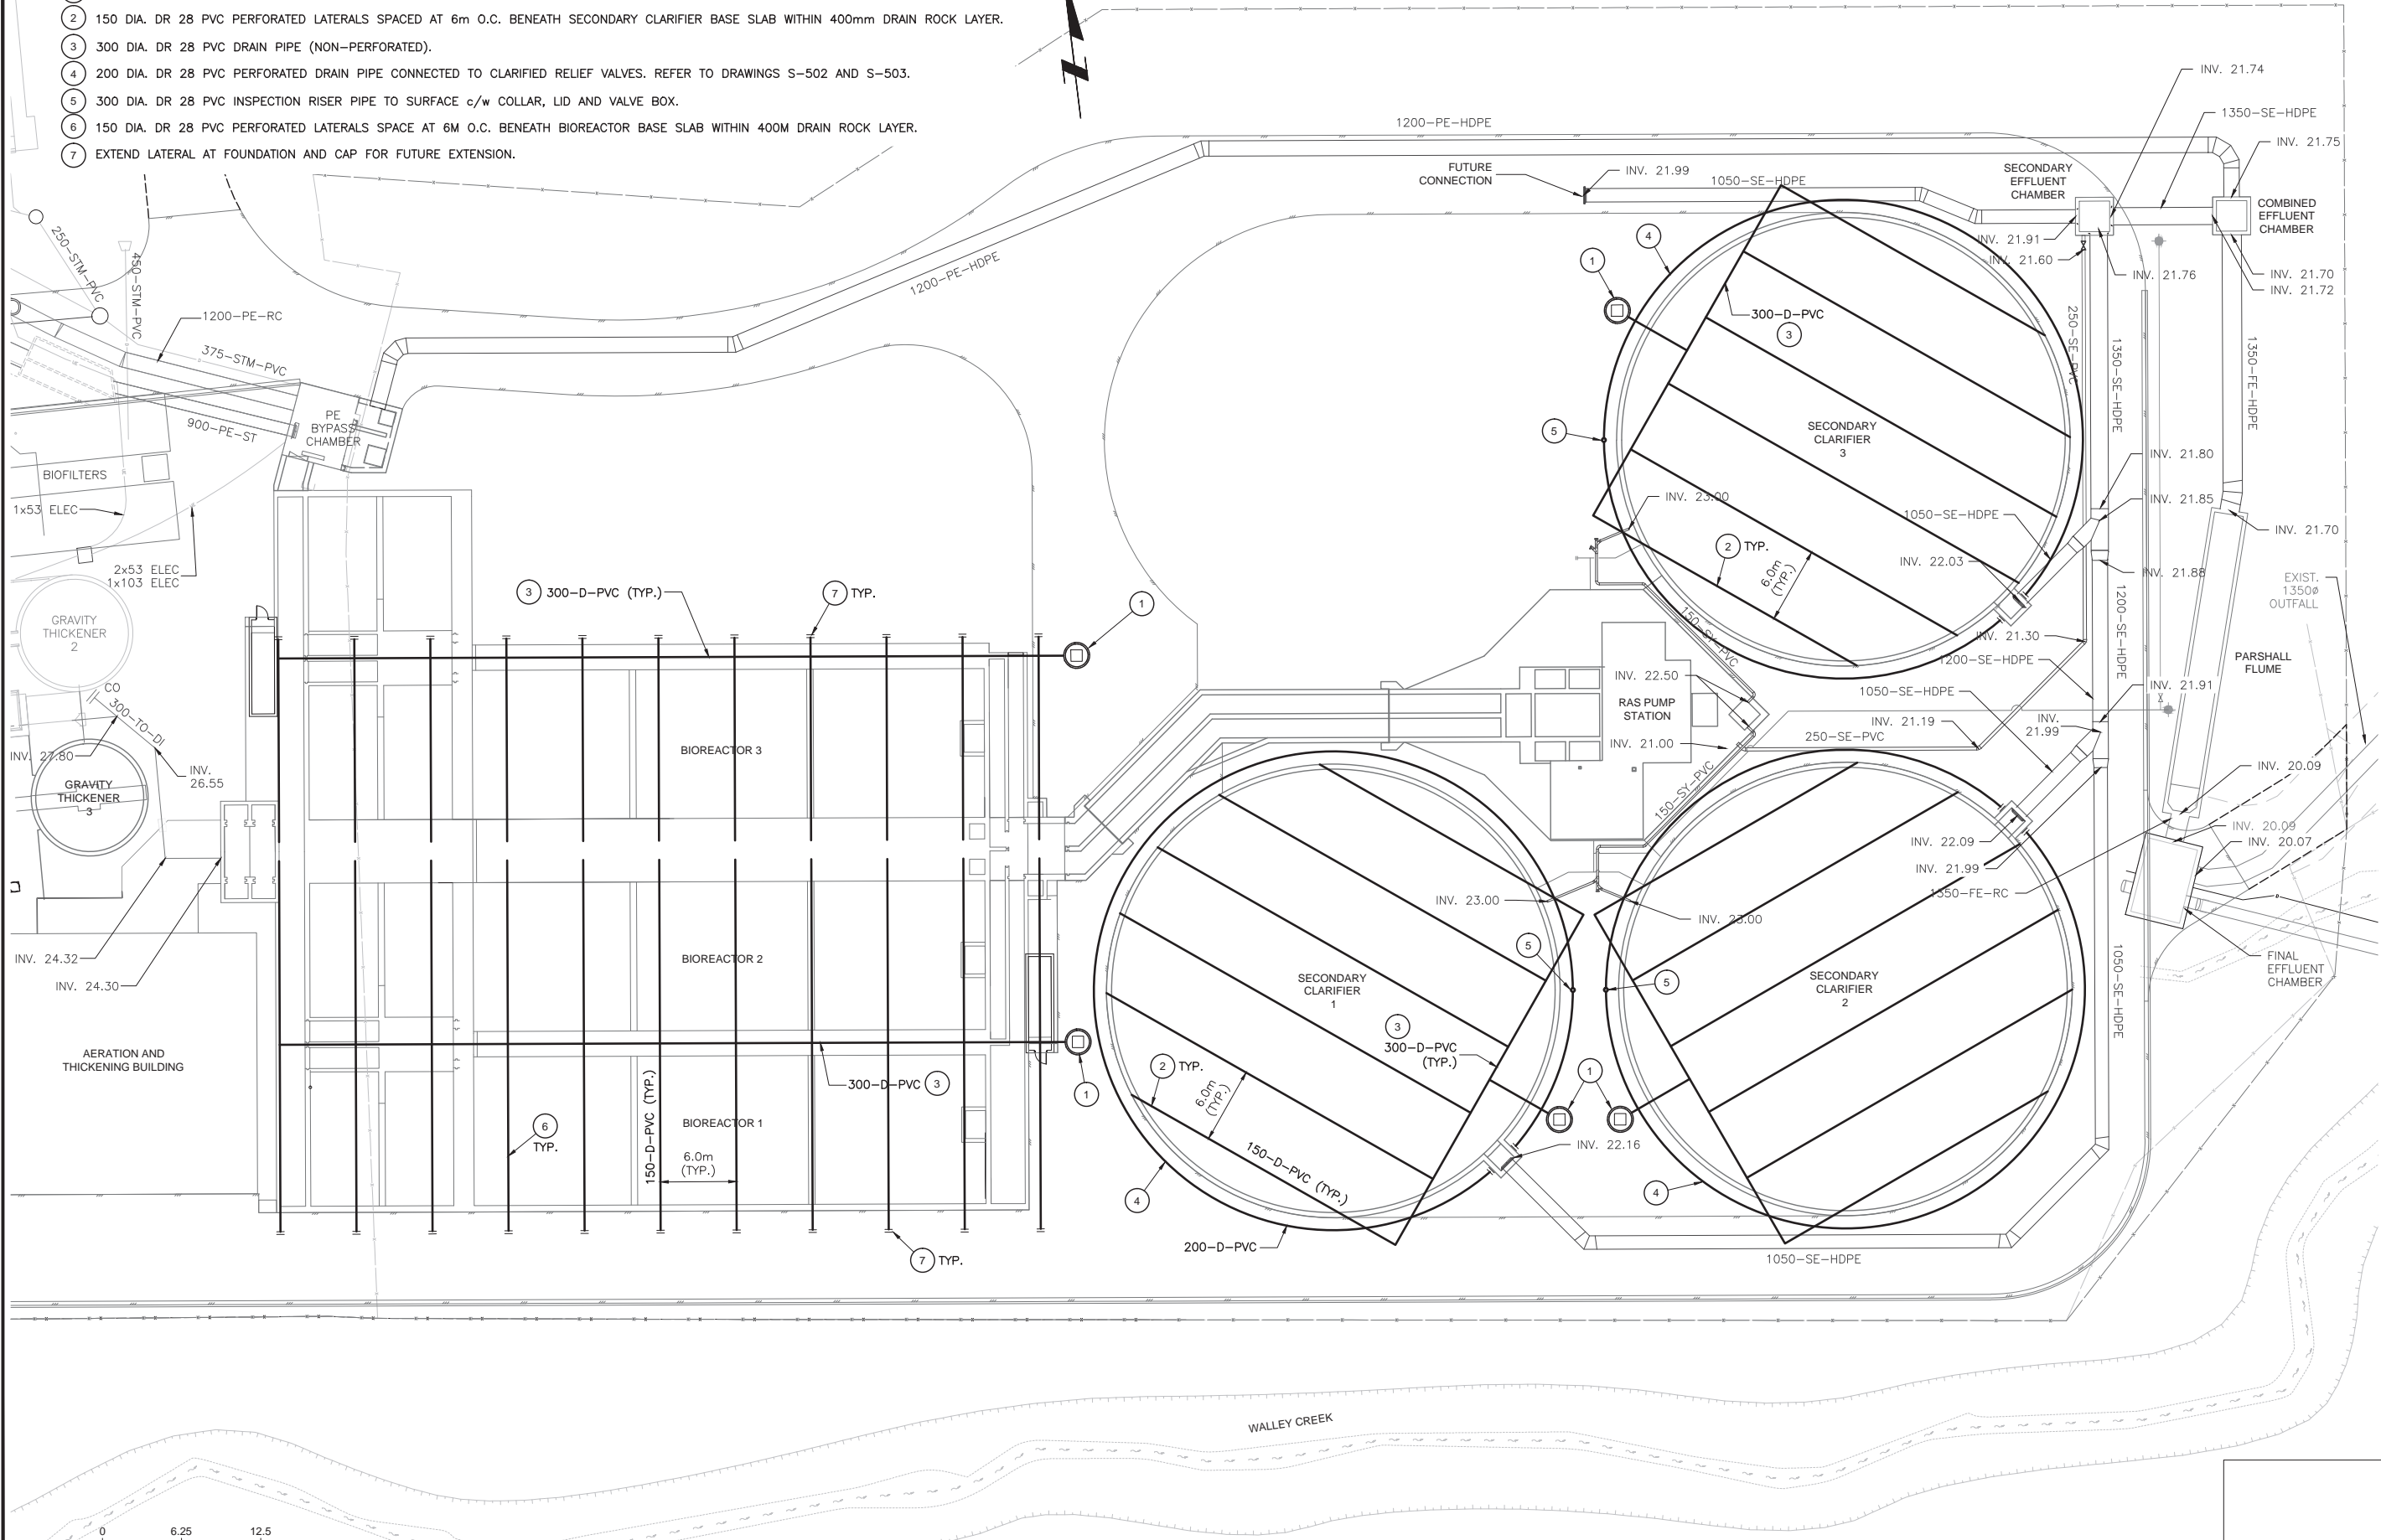 2 150 DIA. DR 28 PVC PERFORATED LATERALS SPACED AT 6m O.C. BENEATH SECONDARY CLARIFIER BASE SLAB WITHIN 400mm DRAIN ROCK LAYER.
3 300 DIA. DR 28 PVC DRAIN PIPE (NON-PERFORATED).
4 200 DIA. DR 28 PVC PERFORATED DRAIN PIPE CONNECTED TO CLARIFIED RELIEF VALVES. REFER TO DRAWINGS S-502 AND S-503.
5 300 DIA. DR 28 PVC INSPECTION RISER PIPE TO SURFACE c/w COLLAR, LID AND VALVE BOX.
6 150 DIA. DR 28 PVC PERFORATED LATERALS SPACE AT 6M O.C. BENEATH BIOREACTOR BASE SLAB WITHIN 400M DRAIN ROCK LAYER.
7 EXTEND LATERAL AT FOUNDATION AND CAP FOR FUTURE EXTENSION.
INV. 21.74
1350-SE-HDPE
INV. 21.75
1200-PE-HDPE
FUTURE
CONNECTION
INV. 21.99
1050-SE-HDPE
SECONDARY
EFFLUENT
CHAMBER
COMBINED
EFFLUENT
CHAMBER
INV. 21.91
INV. 21.60
INV. 21.76
INV. 21.70
INV. 21.72
250-STM-PVC
450-STM-PVC
1200-PE-RC
375-STM-PVC
1200-PE-HDPE
900-PE-ST
PE
BYPASS
CHAMBER
4
1
300-D-PVC
3
250-SE-PVC
1350-SE-HDPE
1350-FE-HDPE
5
SECONDARY
CLARIFIER
3
INV. 21.80
INV. 21.85
INV. 21.70
BIOFILTERS
1x53 ELEC
2x53 ELEC
1x103 ELEC
INV. 23.00
1050-SE-HDPE
2 TYP.
6.0m
(TYP.)
INV. 22.03
INV. 21.88
1200-SE-HDPE
EXIST.
1350ø
OUTFALL
GRAVITY
THICKENER
2
3 300-D-PVC (TYP.)
7 TYP.
1
150-SY-PVC
INV. 21.30
1200-SE-HDPE
PARSHALL
FLUME
CO
300-TO-DI
INV. 22.50
RAS PUMP
STATION
1050-SE-HDPE
INV. 21.91
INV. 21.19
INV.
21.99
INV. 27.80
INV.
26.55
BIOREACTOR 3
INV. 21.00
250-SE-PVC
GRAVITY
THICKENER
3
150-SY-PVC
INV. 20.09
INV. 20.09
INV. 20.07
INV. 22.09
INV. 21.99
1350-FE-RC
INV. 23.00
INV. 23.00
INV. 24.32
INV. 24.30
BIOREACTOR 2
5
5
SECONDARY
CLARIFIER
1
SECONDARY
CLARIFIER
2
1050-SE-HDPE
FINAL
EFFLUENT
CHAMBER
AERATION AND
THICKENING BUILDING
3
300-D-PVC
(TYP.)
300-D-PVC 3
1
2 TYP.
6.0m
(TYP.)
1
150-D-PVC (TYP.)
BIOREACTOR 1
6
TYP.
6.0m
(TYP.)
INV. 22.16
150-D-PVC (TYP.)
4
4
7 TYP.
200-D-PVC
1050-SE-HDPE
WALLEY CREEK
0 6.25 12.5